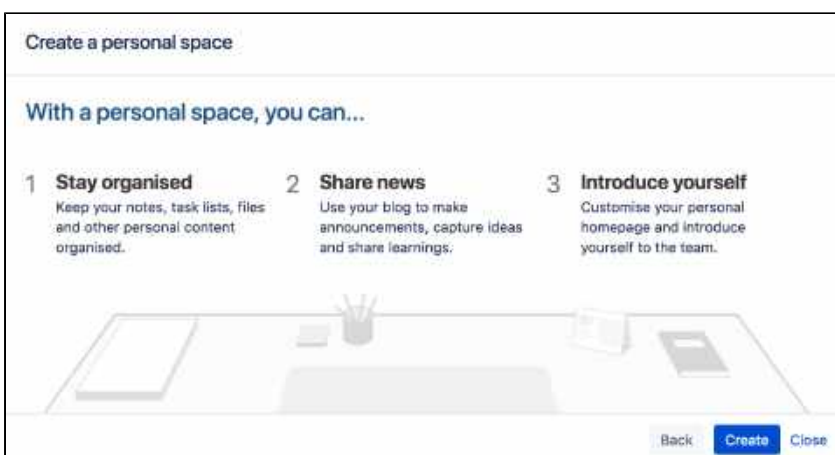 Create a personal space
With a personal space, you can...
1 Stay organised
Keep your notes, task lists, files
and other personal content
organised.
2 Share news
Use your blog to make
announcements, capture ideas
and share learnings.
3 Introduce yourself
Customise your personal
homepage and introduce
yourself to the team.
Back Create Close